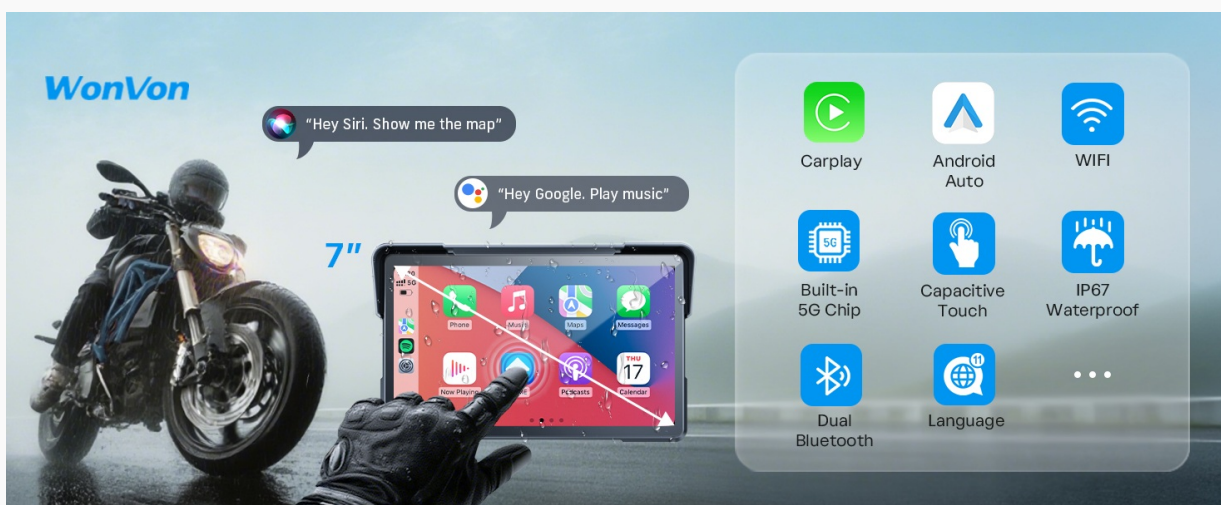 WonVon
"Hey Siri. Show me the map"
"Hey Google. Play music"
7"
5G
Phone
Music
Maps
Messages
THU
17
Now Playing
Podcasts
Calendar
Carplay
Android
Auto
WIFI
5G
Built-in
5G Chip
Capacitive
Touch
IP67
Waterproof
Dual
Bluetooth
11
Language